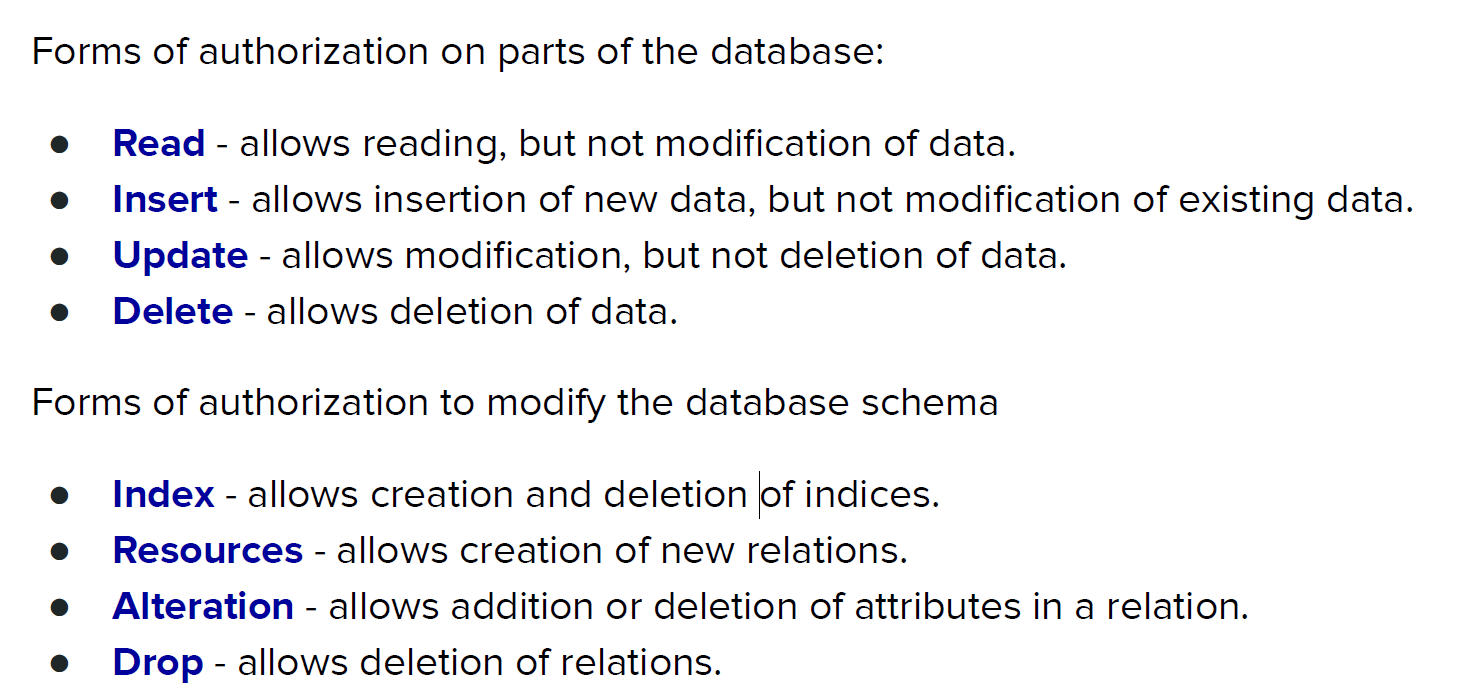 Forms of authorization on parts of the database:
● Read - allows reading, but not modification of data.
● Insert - allows insertion of new data, but not modification of existing data.
● Update - allows modification, but not deletion of data.
● Delete - allows deletion of data.
Forms of authorization to modify the database schema
● Index - allows creation and deletion of indices.
● Resources - allows creation of new relations.
● Alteration - allows addition or deletion of attributes in a relation.
● Drop - allows deletion of relations.